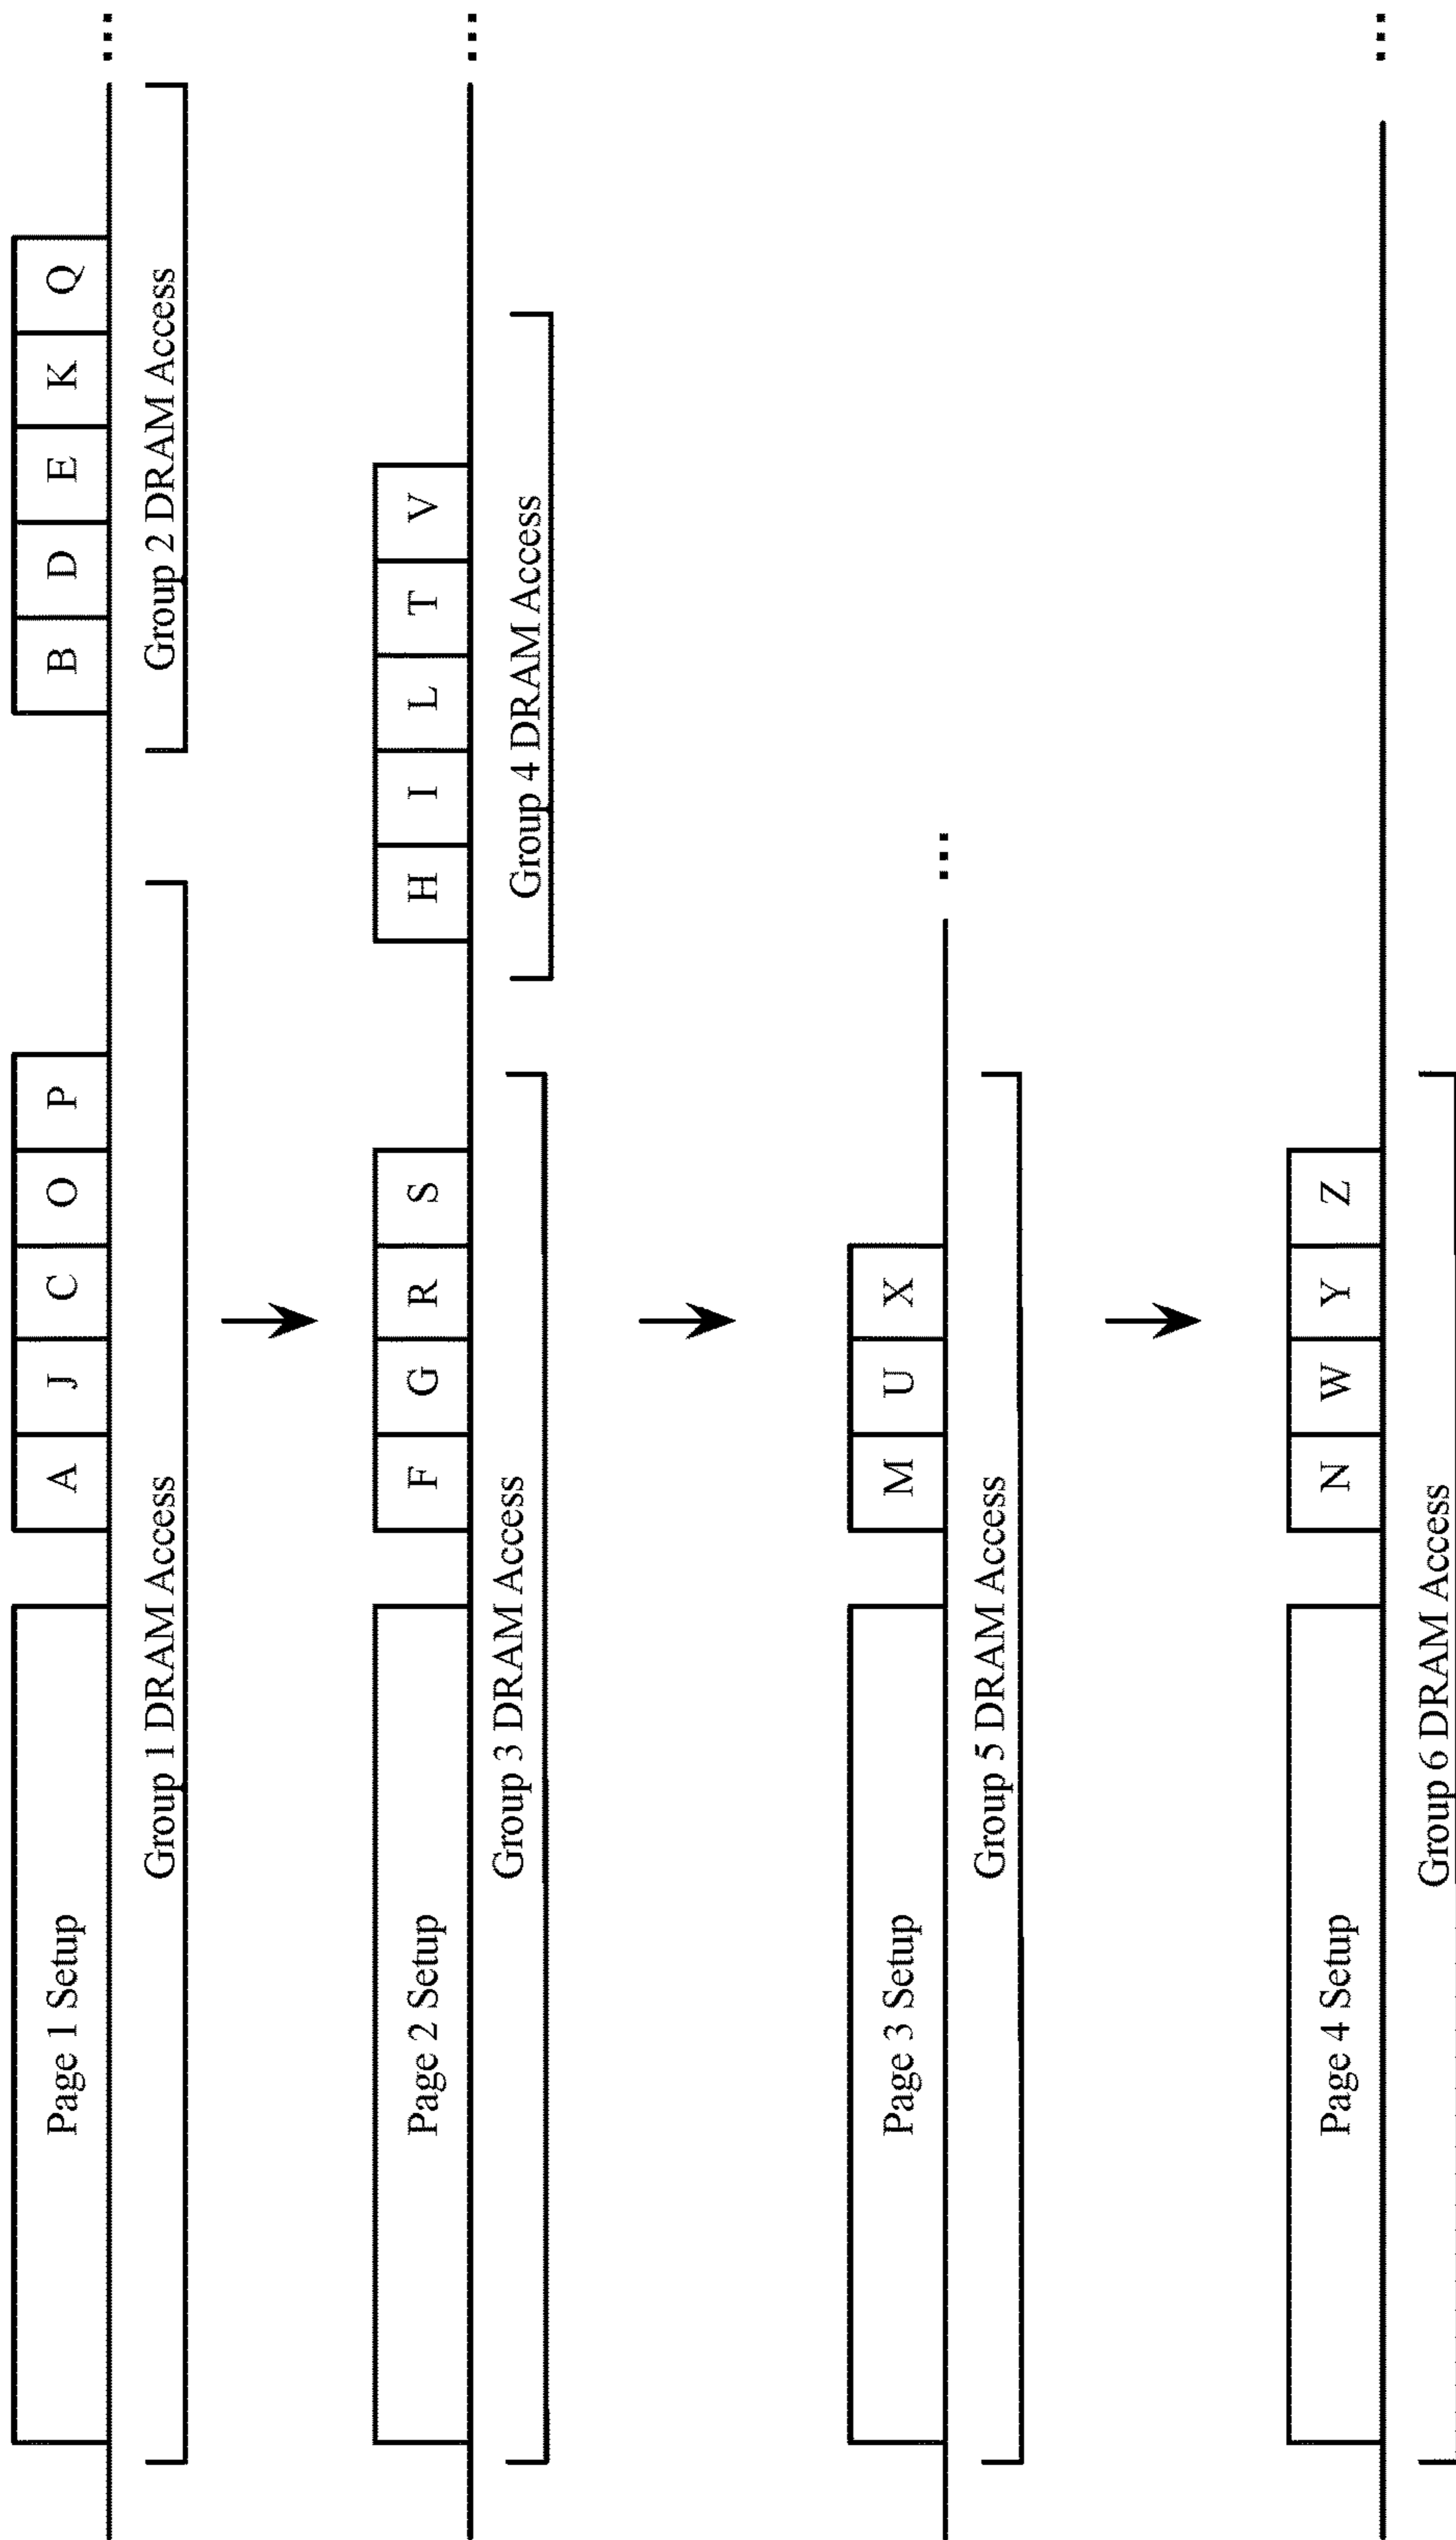 Page 1 Setup A J C O P B D E K Q ...
Group 1 DRAM Access Group 2 DRAM Access
Page 2 Setup F G R S H I L T V ...
Group 3 DRAM Access Group 4 DRAM Access
Page 3 Setup M U X ...
Group 5 DRAM Access
Page 4 Setup N W Y Z ...
Group 6 DRAM Access